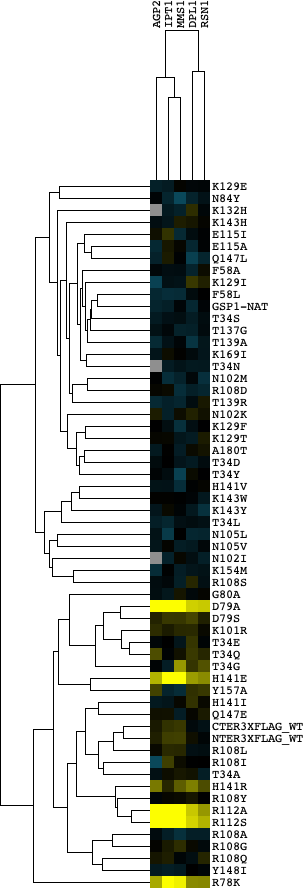 AGP2
IPT1
MMS1
DPL1
RSN1
K129E
N84Y
K132H
K143H
E115I
E115A
Q147L
F58A
K129I
F58L
GSP1-NAT
T34S
T137G
T139A
K169I
T34N
N102M
R108D
T139R
N102K
K129F
K129T
A180T
T34D
T34Y
H141V
K143W
K143Y
T34L
N105L
N105V
N102I
K154M
R108S
G80A
D79A
D79S
K101R
T34E
T34Q
T34G
H141E
Y157A
H141I
Q147E
CTER3XFLAG_WT
NTER3XFLAG_WT
R108L
R108I
T34A
H141R
R108Y
R112A
R112S
R108A
R108G
R108Q
Y148I
R78K